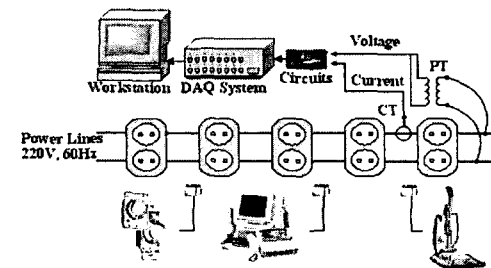 Voltage
PT
Workstation DAQ System Circuits
Current
CT
Power Lines
220V, 60Hz